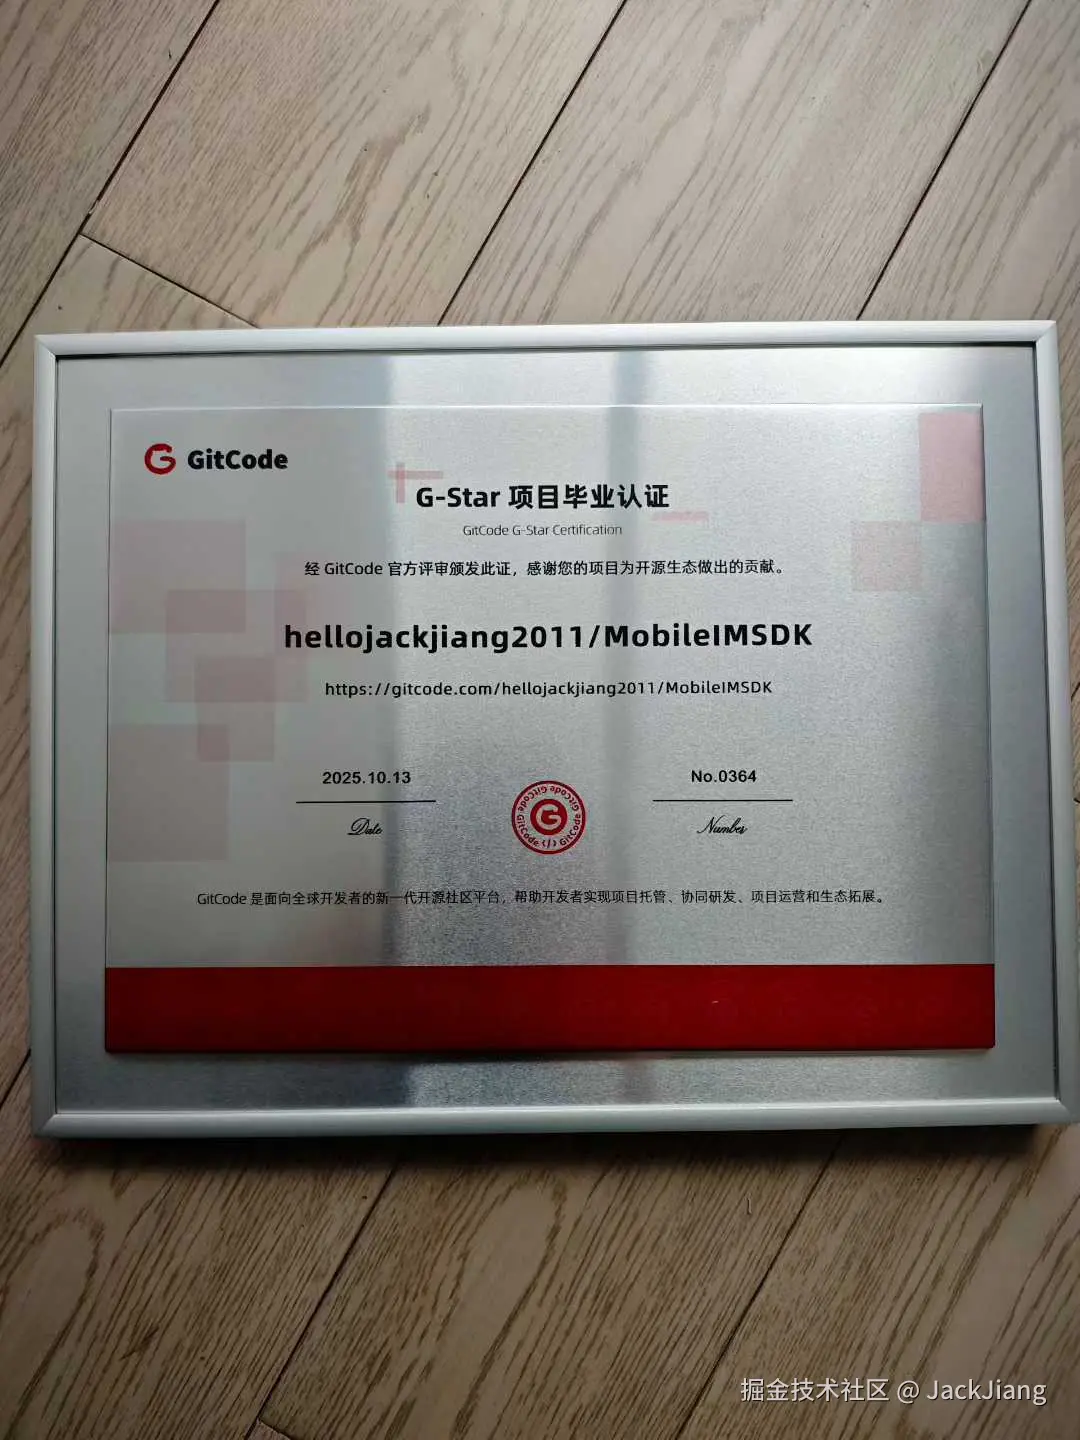 GitCode
G-Star 项目毕业认证
GitCode G-Star Certification
经 GitCode 官方评审颁发此证，感谢您的项目为开源生态做出的贡献。
hellojackjiang2011/MobileIMSDK
https://gitcode.com/hellojackjiang2011/MobileIMSDK
2025.10.13
Date
GitCode GitCode GitCode GitCode </>
No.0364
Number
GitCode 是面向全球开发者的新一代开源社区平台，帮助开发者实现项目托管、协同研发、项目运营和生态拓展。
掘金技术社区 @ JackJiang